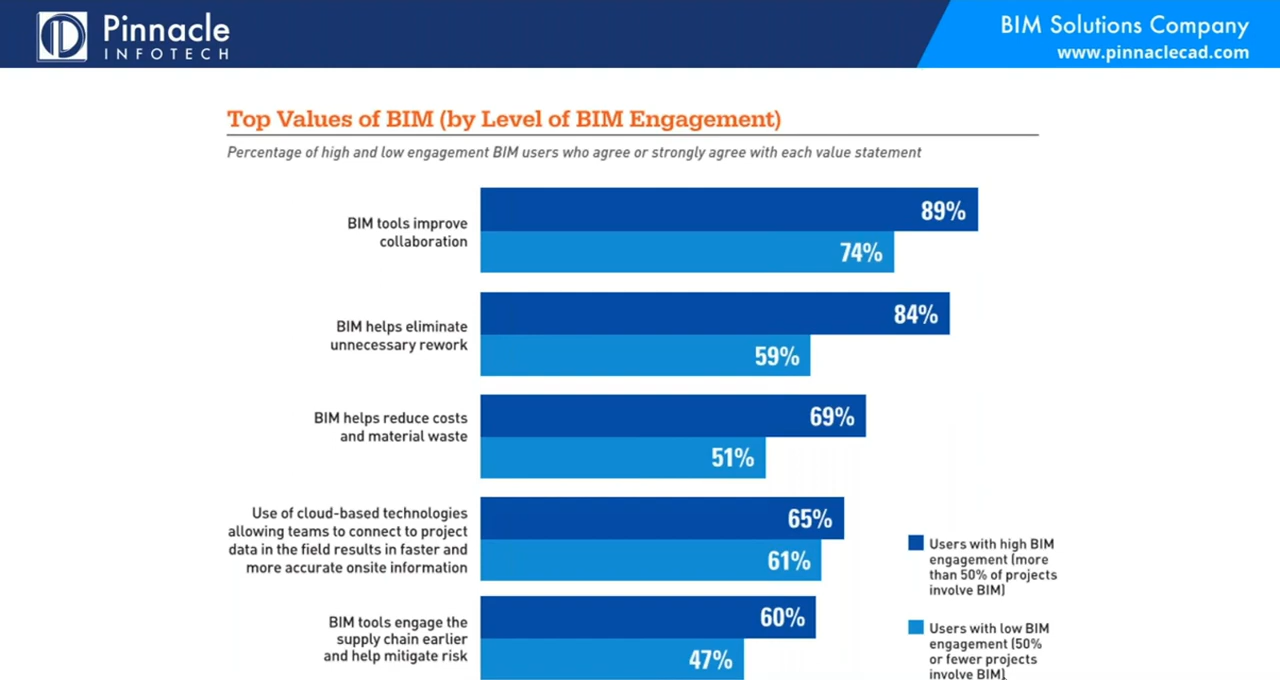 Pinnacle
INFOTECH
BIM Solutions Company
www.pinnaclecad.com
Top Values of BIM (by Level of BIM Engagement)
Percentage of high and low engagement BIM users who agree or strongly agree with each value statement
BIM tools improve
collaboration
89%
74%
BIM helps eliminate
unnecessary rework
84%
59%
BIM helps reduce costs
and material waste
69%
51%
Use of cloud-based technologies
allowing teams to connect to project
data in the field results in faster and
more accurate onsite information
65%
61%
BIM tools engage the
supply chain earlier
and help mitigate risk
60%
47%
Users with high BIM
engagement (more
than 50% of projects
involve BIM)
Users with low BIM
engagement (50%
or fewer projects
involve BIM).